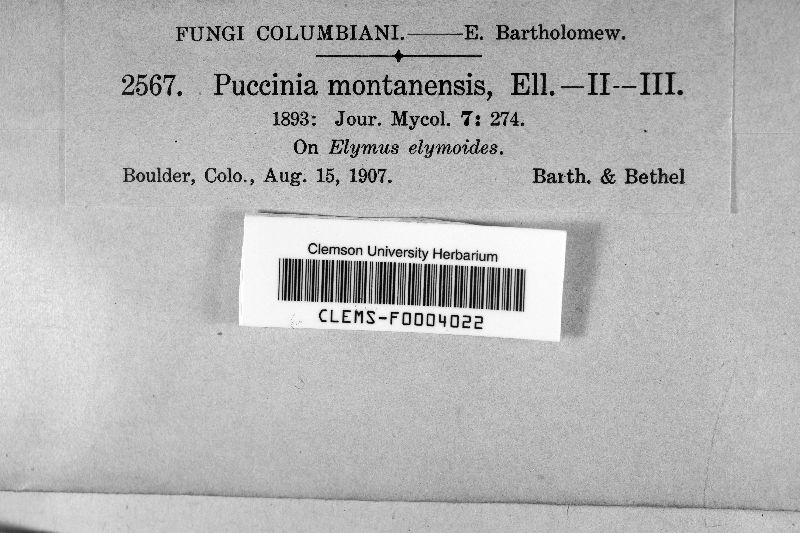 FUNGI COLUMBIANI.——E. Bartholomew.
2567. Puccinia montanensis, Ell.—II--III.
1893: Jour. Mycol. 7: 274.
On Elymus elymoides.
Boulder, Colo., Aug. 15, 1907. Barth. & Bethel
Clemson University Herbarium
CLEMS-F0004022